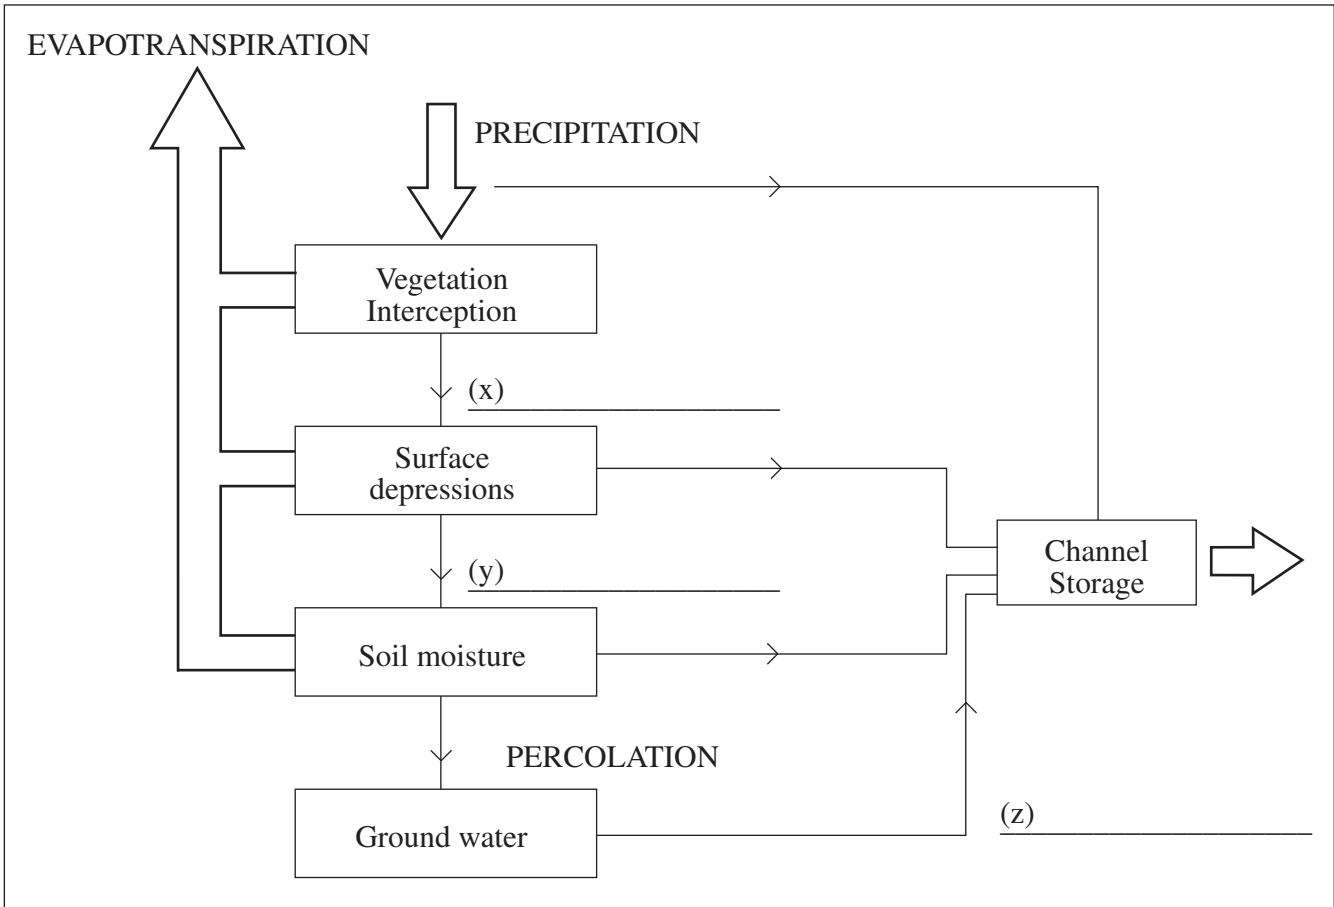 EVAPOTRANSPIRATION
PRECIPITATION
Vegetation
Interception
(x)
Surface
depressions
(y)
Channel
Storage
Soil moisture
PERCOLATION
(z)
Ground water